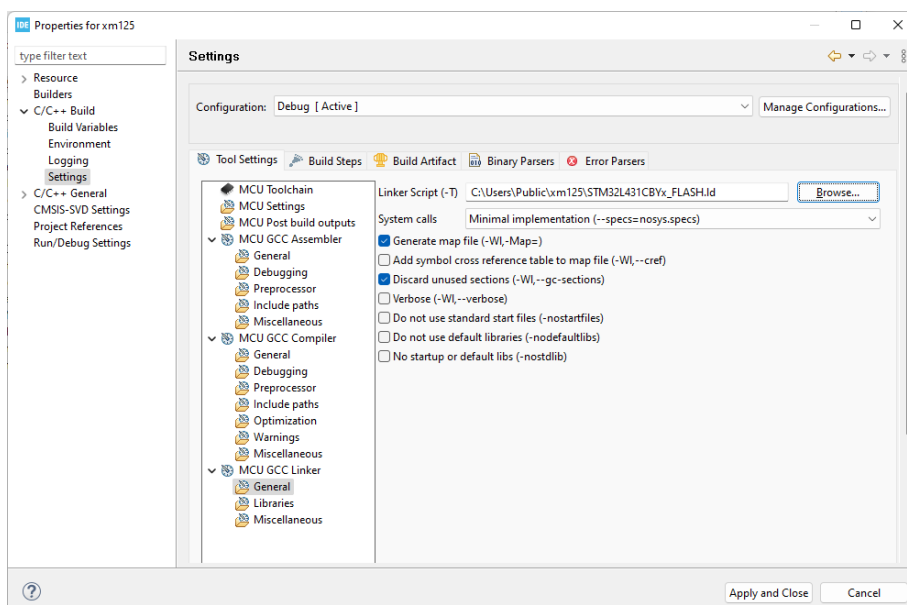 IDE Properties for xm125
type filter text
Resource
Builders
C/C++ Build
Build Variables
Environment
Logging
Settings
C/C++ General
CMSIS-SVD Settings
Project References
Run/Debug Settings
Settings
Configuration: Debug [ Active ]
Manage Configurations...
Tool Settings Build Steps Build Artifact Binary Parsers Error Parsers
MCU Toolchain
MCU Settings
MCU Post build outputs
MCU GCC Assembler
General
Debugging
Preprocessor
Include paths
Miscellaneous
MCU GCC Compiler
General
Debugging
Preprocessor
Include paths
Optimization
Warnings
Miscellaneous
MCU GCC Linker
General
Libraries
Miscellaneous
Linker Script (-T) C:\Users\Public\xm125\STM32L431CBYx_FLASH.ld Browse...
System calls Minimal implementation (--specs=nosys.specs)
Generate map file (-Wl,-Map=)
Add symbol cross reference table to map file (-Wl,--cref)
Discard unused sections (-Wl,--gc-sections)
Verbose (-Wl,--verbose)
Do not use standard start files (-nostartfiles)
Do not use default libraries (-nodefaultlibs)
No startup or default libs (-nostdlib)
? Apply and Close Cancel